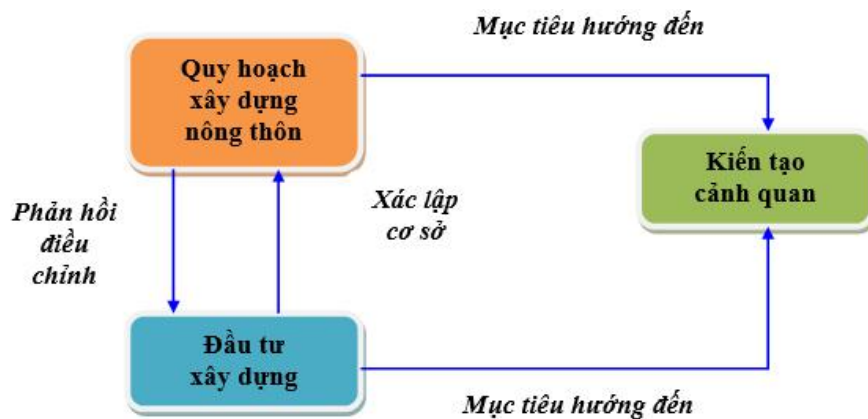 Mục tiêu hướng đến
Quy hoạch
xây dựng
nông thôn
Kiến tạo
cảnh quan
Phản hồi
điều
chỉnh
Xác lập
cơ sở
Đầu tư
xây dựng
Mục tiêu hướng đến